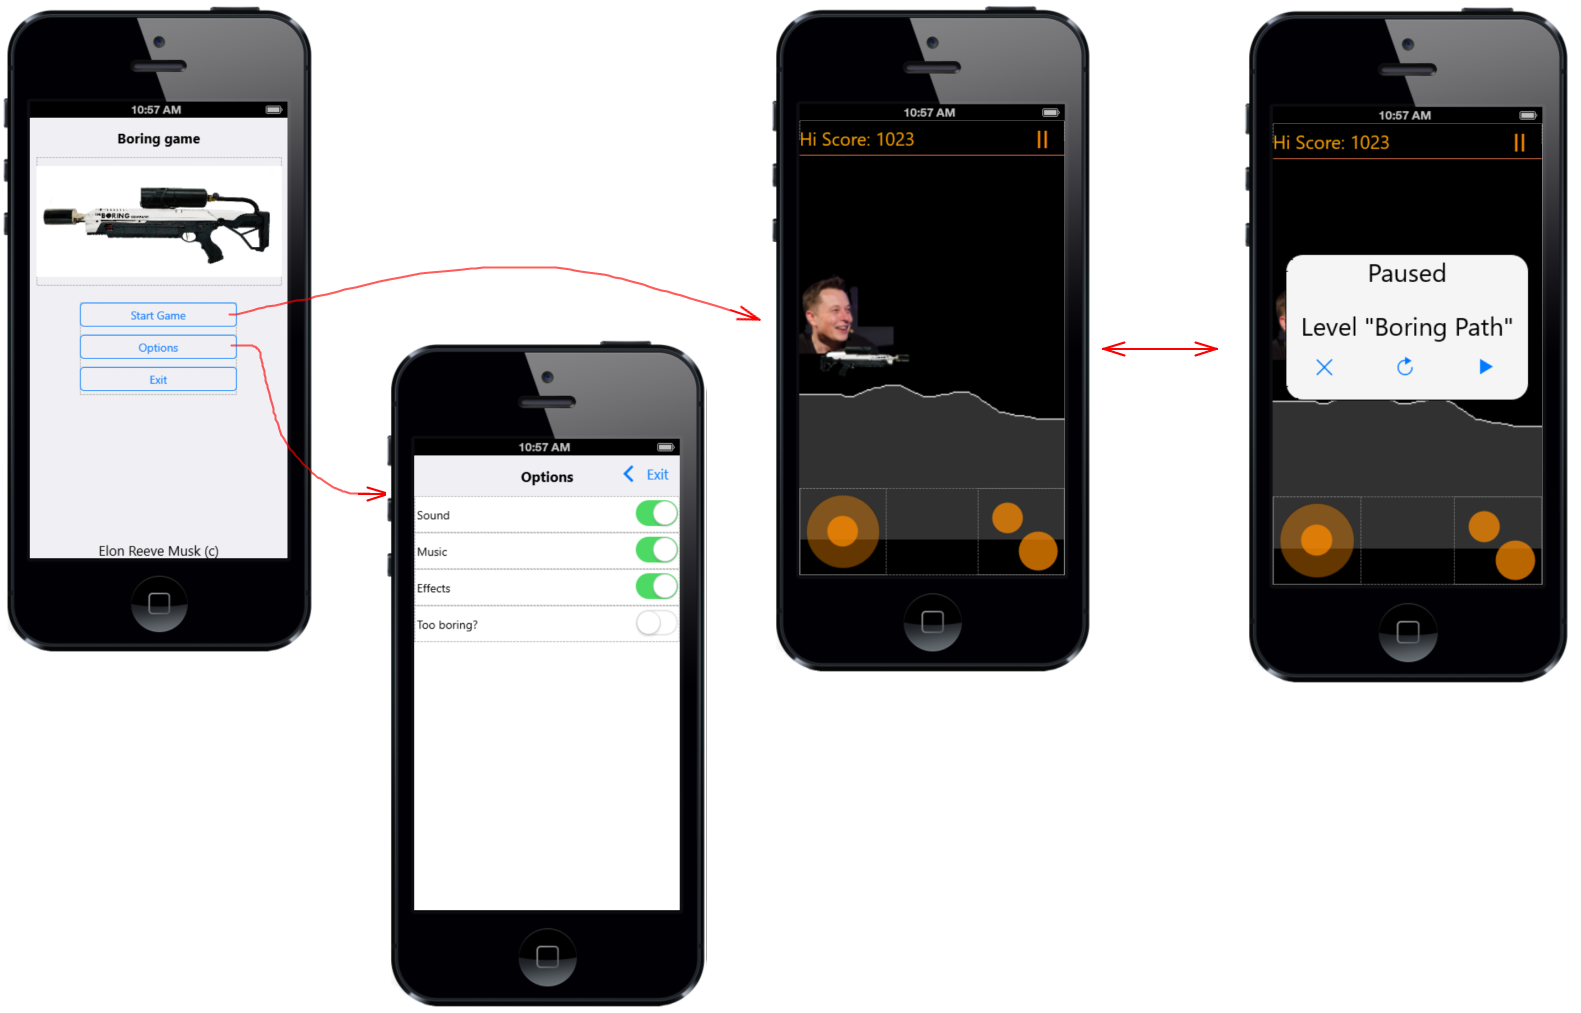 10:57 AM
Boring game
BORING
Start Game
Options
Exit
Elon Reeve Musk (c)
10:57 AM
Options
Exit
Sound
Music
Effects
Too boring?
10:57 AM
Hi Score: 1023
10:57 AM
Hi Score: 1023
Paused
Level "Boring Path"